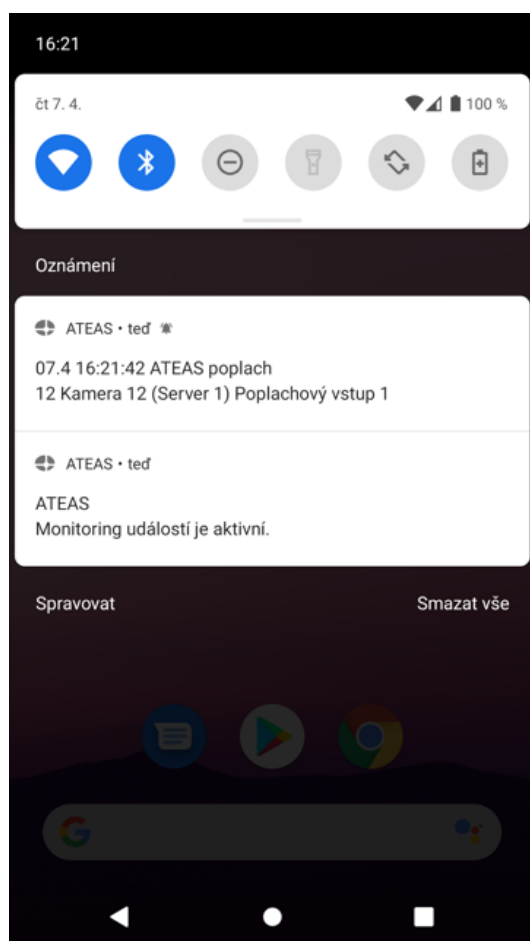 16:21
čt 7. 4.
100 %
Oznámení
ATEAS • teď
07.4 16:21:42 ATEAS poplach
12 Kamera 12 (Server 1) Poplachový vstup 1
ATEAS • teď
ATEAS
Monitoring událostí je aktivní.
Spravovat
Smazat vše